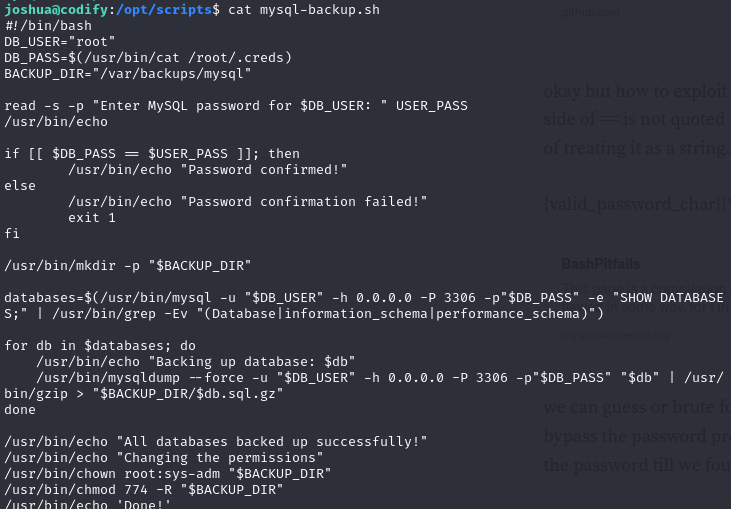 joshua@codify:/opt/scripts$ cat mysql-backup.sh
#!/bin/bash
DB_USER="root"
DB_PASS=$(/usr/bin/cat /root/.creds)
BACKUP_DIR="/var/backups/mysql"
read -s -p "Enter MySQL password for $DB_USER: " USER_PASS
/usr/bin/echo
if [[ $DB_PASS == $USER_PASS ]]; then
        /usr/bin/echo "Password confirmed!"
else
        /usr/bin/echo "Password confirmation failed!"
        exit 1
fi
/usr/bin/mkdir -p "$BACKUP_DIR"
databases=$(/usr/bin/mysql -u "$DB_USER" -h 0.0.0.0 -P 3306 -p"$DB_PASS" -e "SHOW DATABASE
S;" | /usr/bin/grep -Ev "(Database|information_schema|performance_schema)")
for db in $databases; do
    /usr/bin/echo "Backing up database: $db"
    /usr/bin/mysqldump --force -u "$DB_USER" -h 0.0.0.0 -P 3306 -p"$DB_PASS" "$db" | /usr/
bin/gzip > "$BACKUP_DIR/$db.sql.gz"
done
/usr/bin/echo "All databases backed up successfully!"
/usr/bin/echo "Changing the permissions"
/usr/bin/chown root:sys-adm "$BACKUP_DIR"
/usr/bin/chmod 774 -R "$BACKUP_DIR"
/usr/bin/echo 'Done!'
github.com
okay but how to exploit
side of == is not quoted
of treating it as a string.
{valid_password_char}{
BashPitfalls
we can guess or brute fo
bypass the password pr
the password till we fou